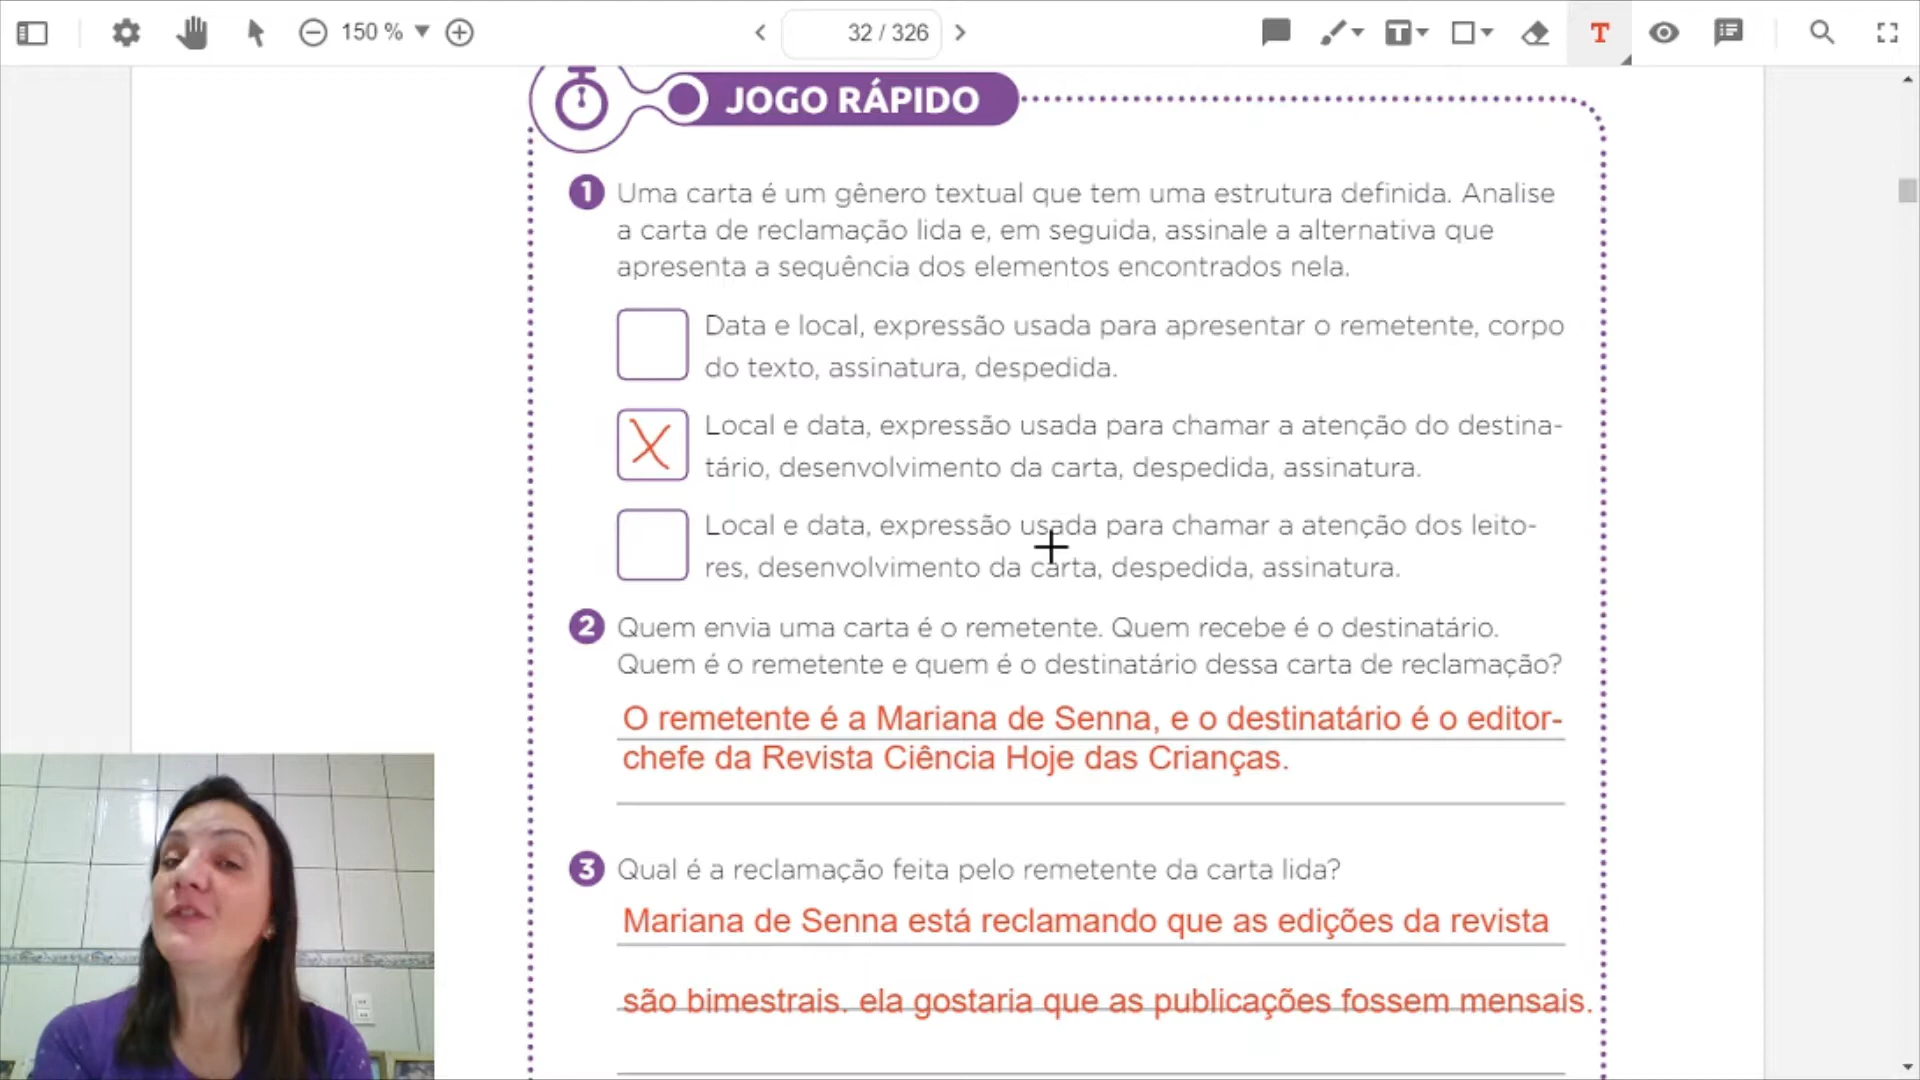 150 %
32 / 326
T
T
JOGO RÁPIDO
1 Uma carta é um gênero textual que tem uma estrutura definida. Analise
a carta de reclamação lida e, em seguida, assinale a alternativa que
apresenta a sequência dos elementos encontrados nela.
Data e local, expressão usada para apresentar o remetente, corpo
do texto, assinatura, despedida.
X Local e data, expressão usada para chamar a atenção do destina-
tário, desenvolvimento da carta, despedida, assinatura.
Local e data, expressão usada para chamar a atenção dos leito-
res, desenvolvimento da carta, despedida, assinatura.
2 Quem envia uma carta é o remetente. Quem recebe é o destinatário.
Quem é o remetente e quem é o destinatário dessa carta de reclamação?
O remetente é a Mariana de Senna, e o destinatário é o editor-
chefe da Revista Ciência Hoje das Crianças.
3 Qual é a reclamação feita pelo remetente da carta lida?
Mariana de Senna está reclamando que as edições da revista
são bimestrais. ela gostaria que as publicações fossem mensais.